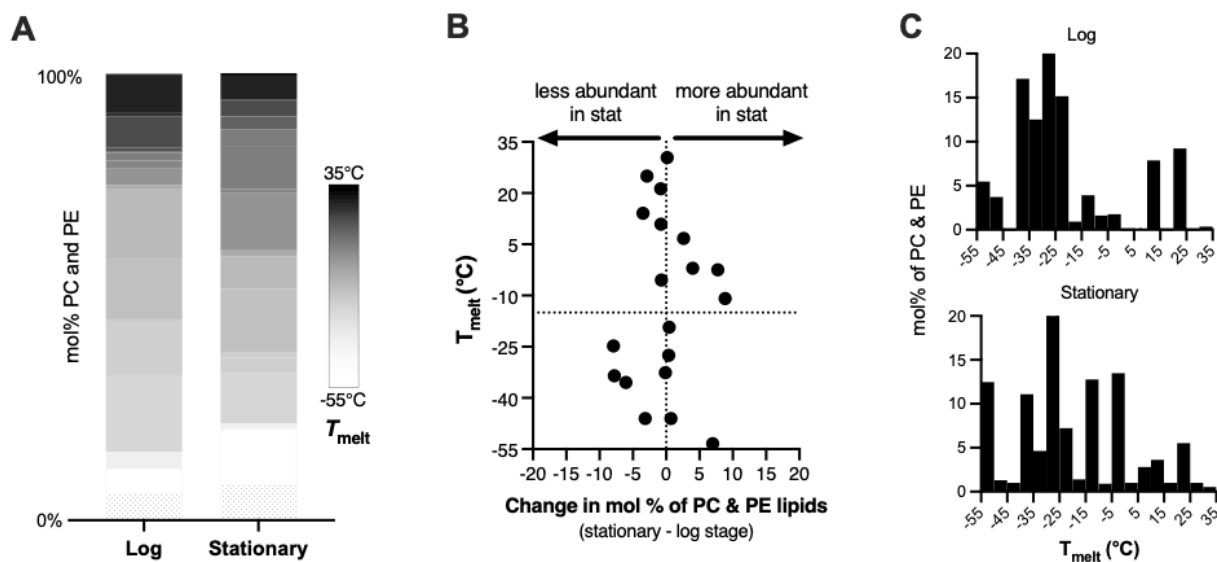 A
100%
mol% PC and PE
0%
Log
Stationary
35°C
-55°C
Tmelt
B
less abundant
in stat
more abundant
in stat
Tmelt (°C)
35
20
5
-10
-25
-40
-55
-20 -15 -10 -5 0 5 10 15 20
Change in mol % of PC & PE lipids
(stationary - log stage)
C
mol% of PC & PE
Log
20
15
10
5
0
-55 -45 -35 -25 -15 -5 5 15 25 35
Stationary
20
15
10
5
0
-55 -45 -35 -25 -15 -5 5 15 25 35
Tmelt (°C)